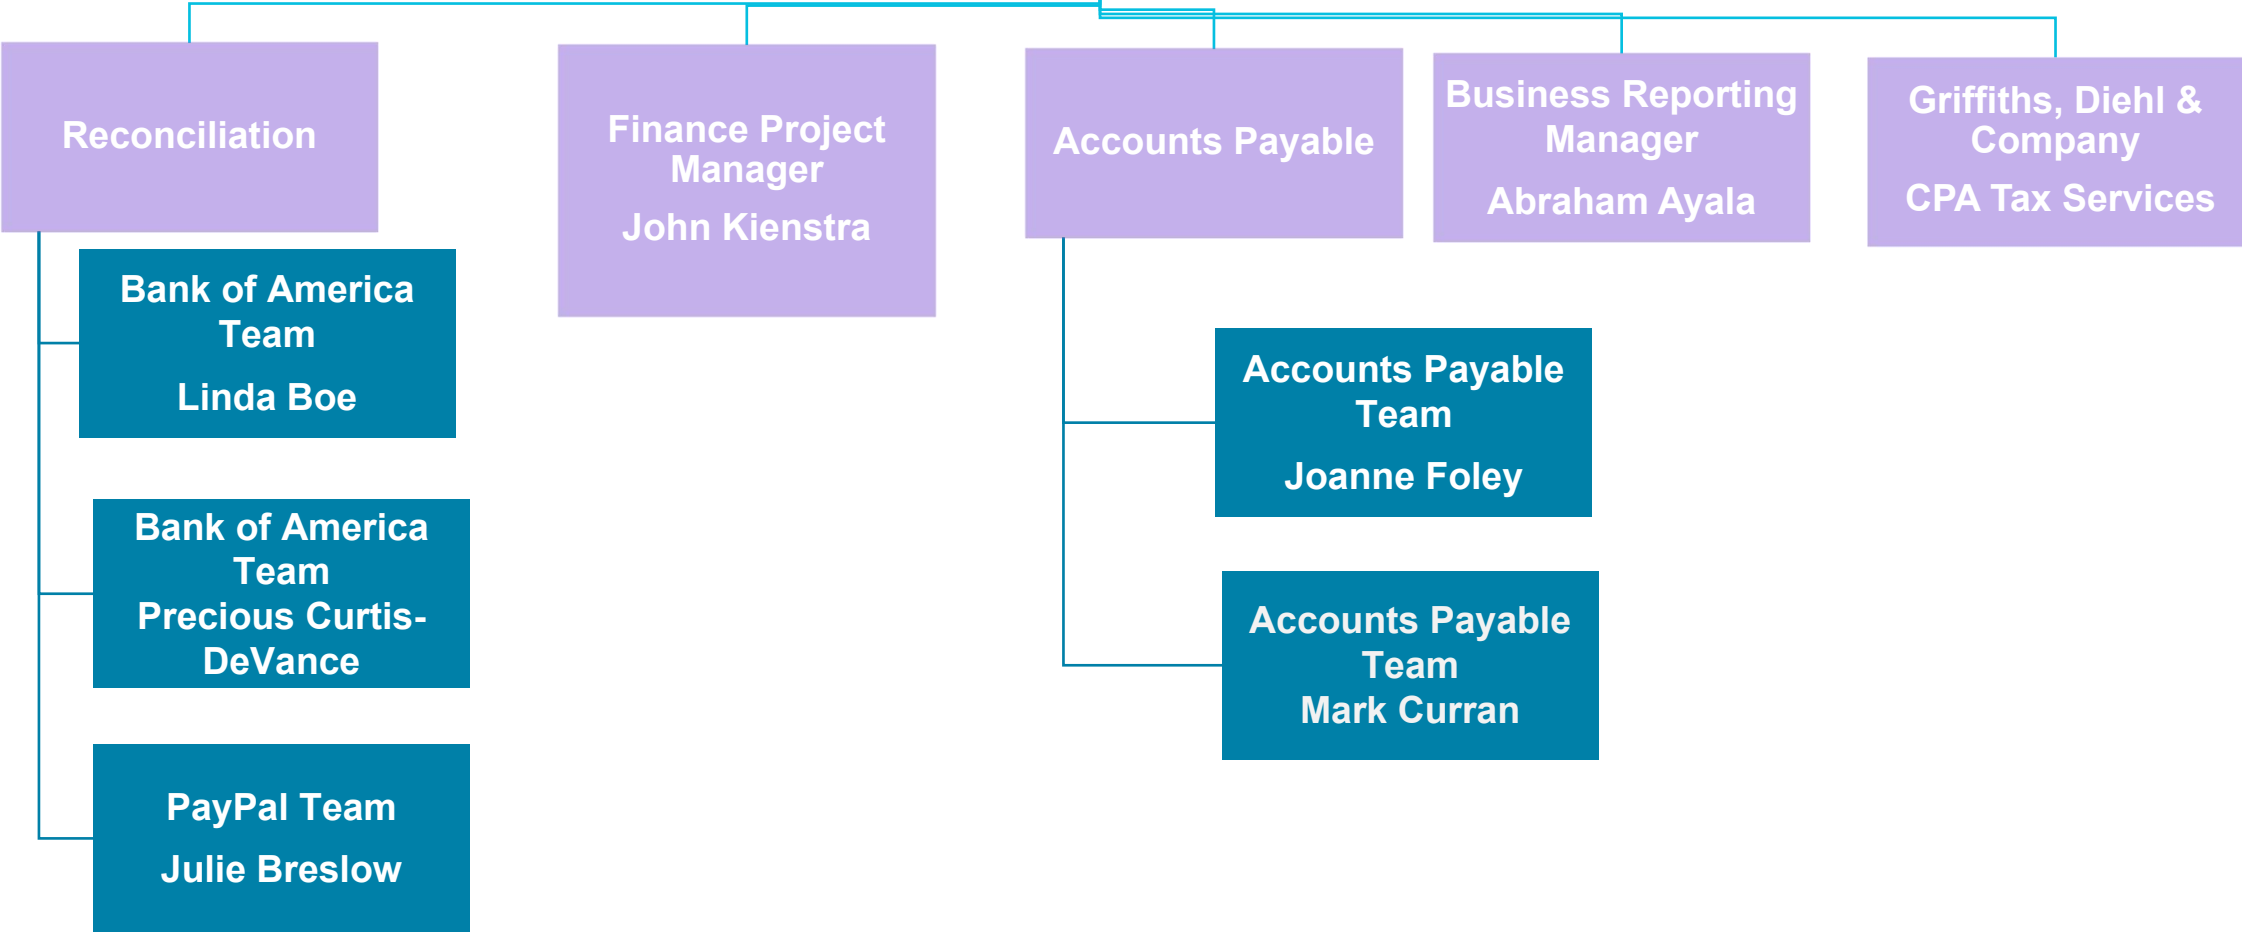 Reconciliation
Finance Project
Manager
John Kienstra
Accounts Payable
Business Reporting
Manager
Abraham Ayala
Griffiths, Diehl &
Company
CPA Tax Services
Bank of America
Team
Linda Boe
Bank of America
Team
Precious Curtis-
DeVance
PayPal Team
Julie Breslow
Accounts Payable
Team
Joanne Foley
Accounts Payable
Team
Mark Curran